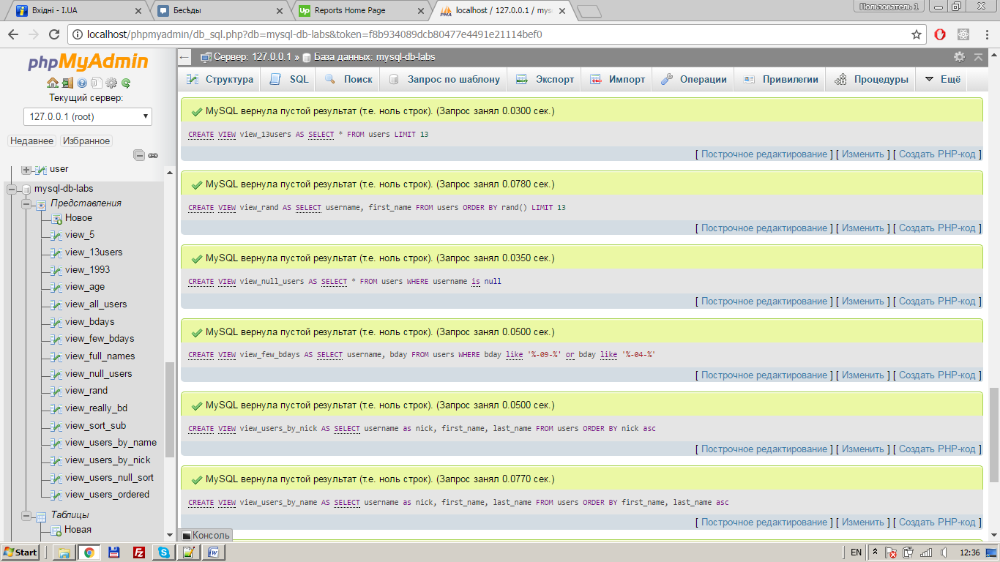 Вхідні - I.UA
Бесѣды
Reports Home Page
localhost / 127.0.0.1 / mys
Пользователь 1
localhost/phpmyadmin/db_sql.php?db=mysql-db-labs&token=f8b934089dcb80477e4491e21114bef0
phpMyAdmin
Текущий сервер:
127.0.0.1 (root)
Недавнее Избранное
user
mysql-db-labs
Представления
Новое
view_5
view_13users
view_1993
view_age
view_all_users
view_bdays
view_few_bdays
view_full_names
view_null_users
view_rand
view_really_bd
view_sort_sub
view_users_by_name
view_users_by_nick
view_users_null_sort
view_users_ordered
Таблицы
Новая
Сервер: 127.0.0.1 » База данных: mysql-db-labs
Структура SQL Поиск Запрос по шаблону Экспорт Импорт Операции Привилегии Процедуры Ещё
MySQL вернула пустой результат (т.е. ноль строк). (Запрос занял 0.0300 сек.)
CREATE VIEW view_13users AS SELECT * FROM users LIMIT 13
[ Построчное редактирование ] [ Изменить ] [ Создать PHP-код ]
MySQL вернула пустой результат (т.е. ноль строк). (Запрос занял 0.0780 сек.)
CREATE VIEW view_rand AS SELECT username, first_name FROM users ORDER BY rand() LIMIT 13
[ Построчное редактирование ] [ Изменить ] [ Создать PHP-код ]
MySQL вернула пустой результат (т.е. ноль строк). (Запрос занял 0.0350 сек.)
CREATE VIEW view_null_users AS SELECT * FROM users WHERE username is null
[ Построчное редактирование ] [ Изменить ] [ Создать PHP-код ]
MySQL вернула пустой результат (т.е. ноль строк). (Запрос занял 0.0500 сек.)
CREATE VIEW view_few_bdays AS SELECT username, bday FROM users WHERE bday like '%-09-%' or bday like '%-04-%'
[ Построчное редактирование ] [ Изменить ] [ Создать PHP-код ]
MySQL вернула пустой результат (т.е. ноль строк). (Запрос занял 0.0500 сек.)
CREATE VIEW view_users_by_nick AS SELECT username as nick, first_name, last_name FROM users ORDER BY nick asc
[ Построчное редактирование ] [ Изменить ] [ Создать PHP-код ]
MySQL вернула пустой результат (т.е. ноль строк). (Запрос занял 0.0770 сек.)
CREATE VIEW view_users_by_name AS SELECT username as nick, first_name, last_name FROM users ORDER BY first_name, last_name asc
[ Построчное редактирование ] [ Изменить ] [ Создать PHP-код ]
Консоль
Start
EN
12:36